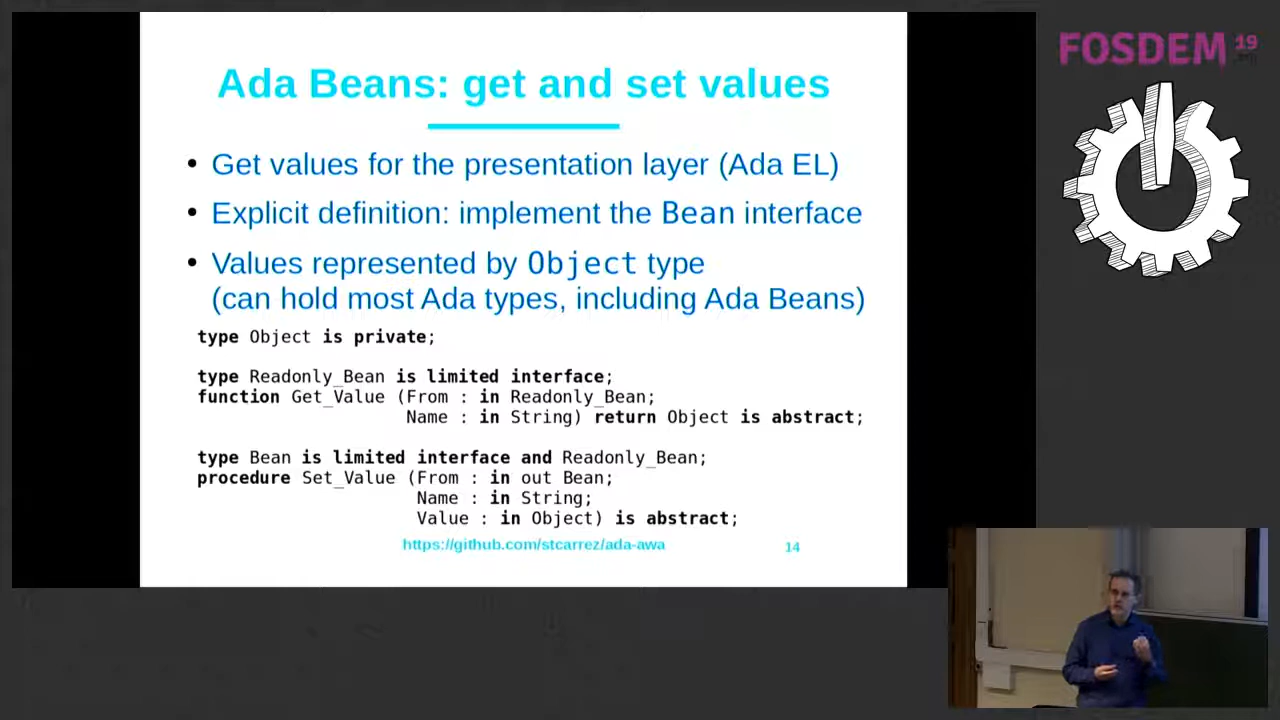 Ada Beans: get and set values
• Get values for the presentation layer (Ada EL)
• Explicit definition: implement the Bean interface
• Values represented by Object type
(can hold most Ada types, including Ada Beans)
type Object is private;
type Readonly_Bean is limited interface;
function Get_Value (From : in Readonly_Bean;
Name : in String) return Object is abstract;
type Bean is limited interface and Readonly_Bean;
procedure Set_Value (From : in out Bean;
Name : in String;
Value : in Object) is abstract;
https://github.com/stcarrez/ada-awa
14
FOSDEM 19